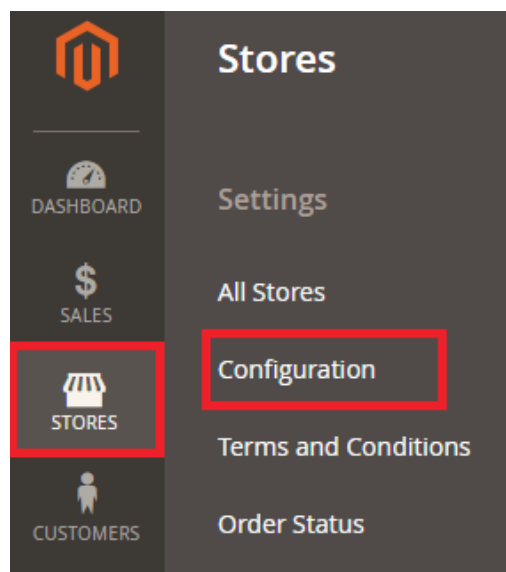 DASHBOARD
SALES
STORES
CUSTOMERS
Stores
Settings
All Stores
Configuration
Terms and Conditions
Order Status